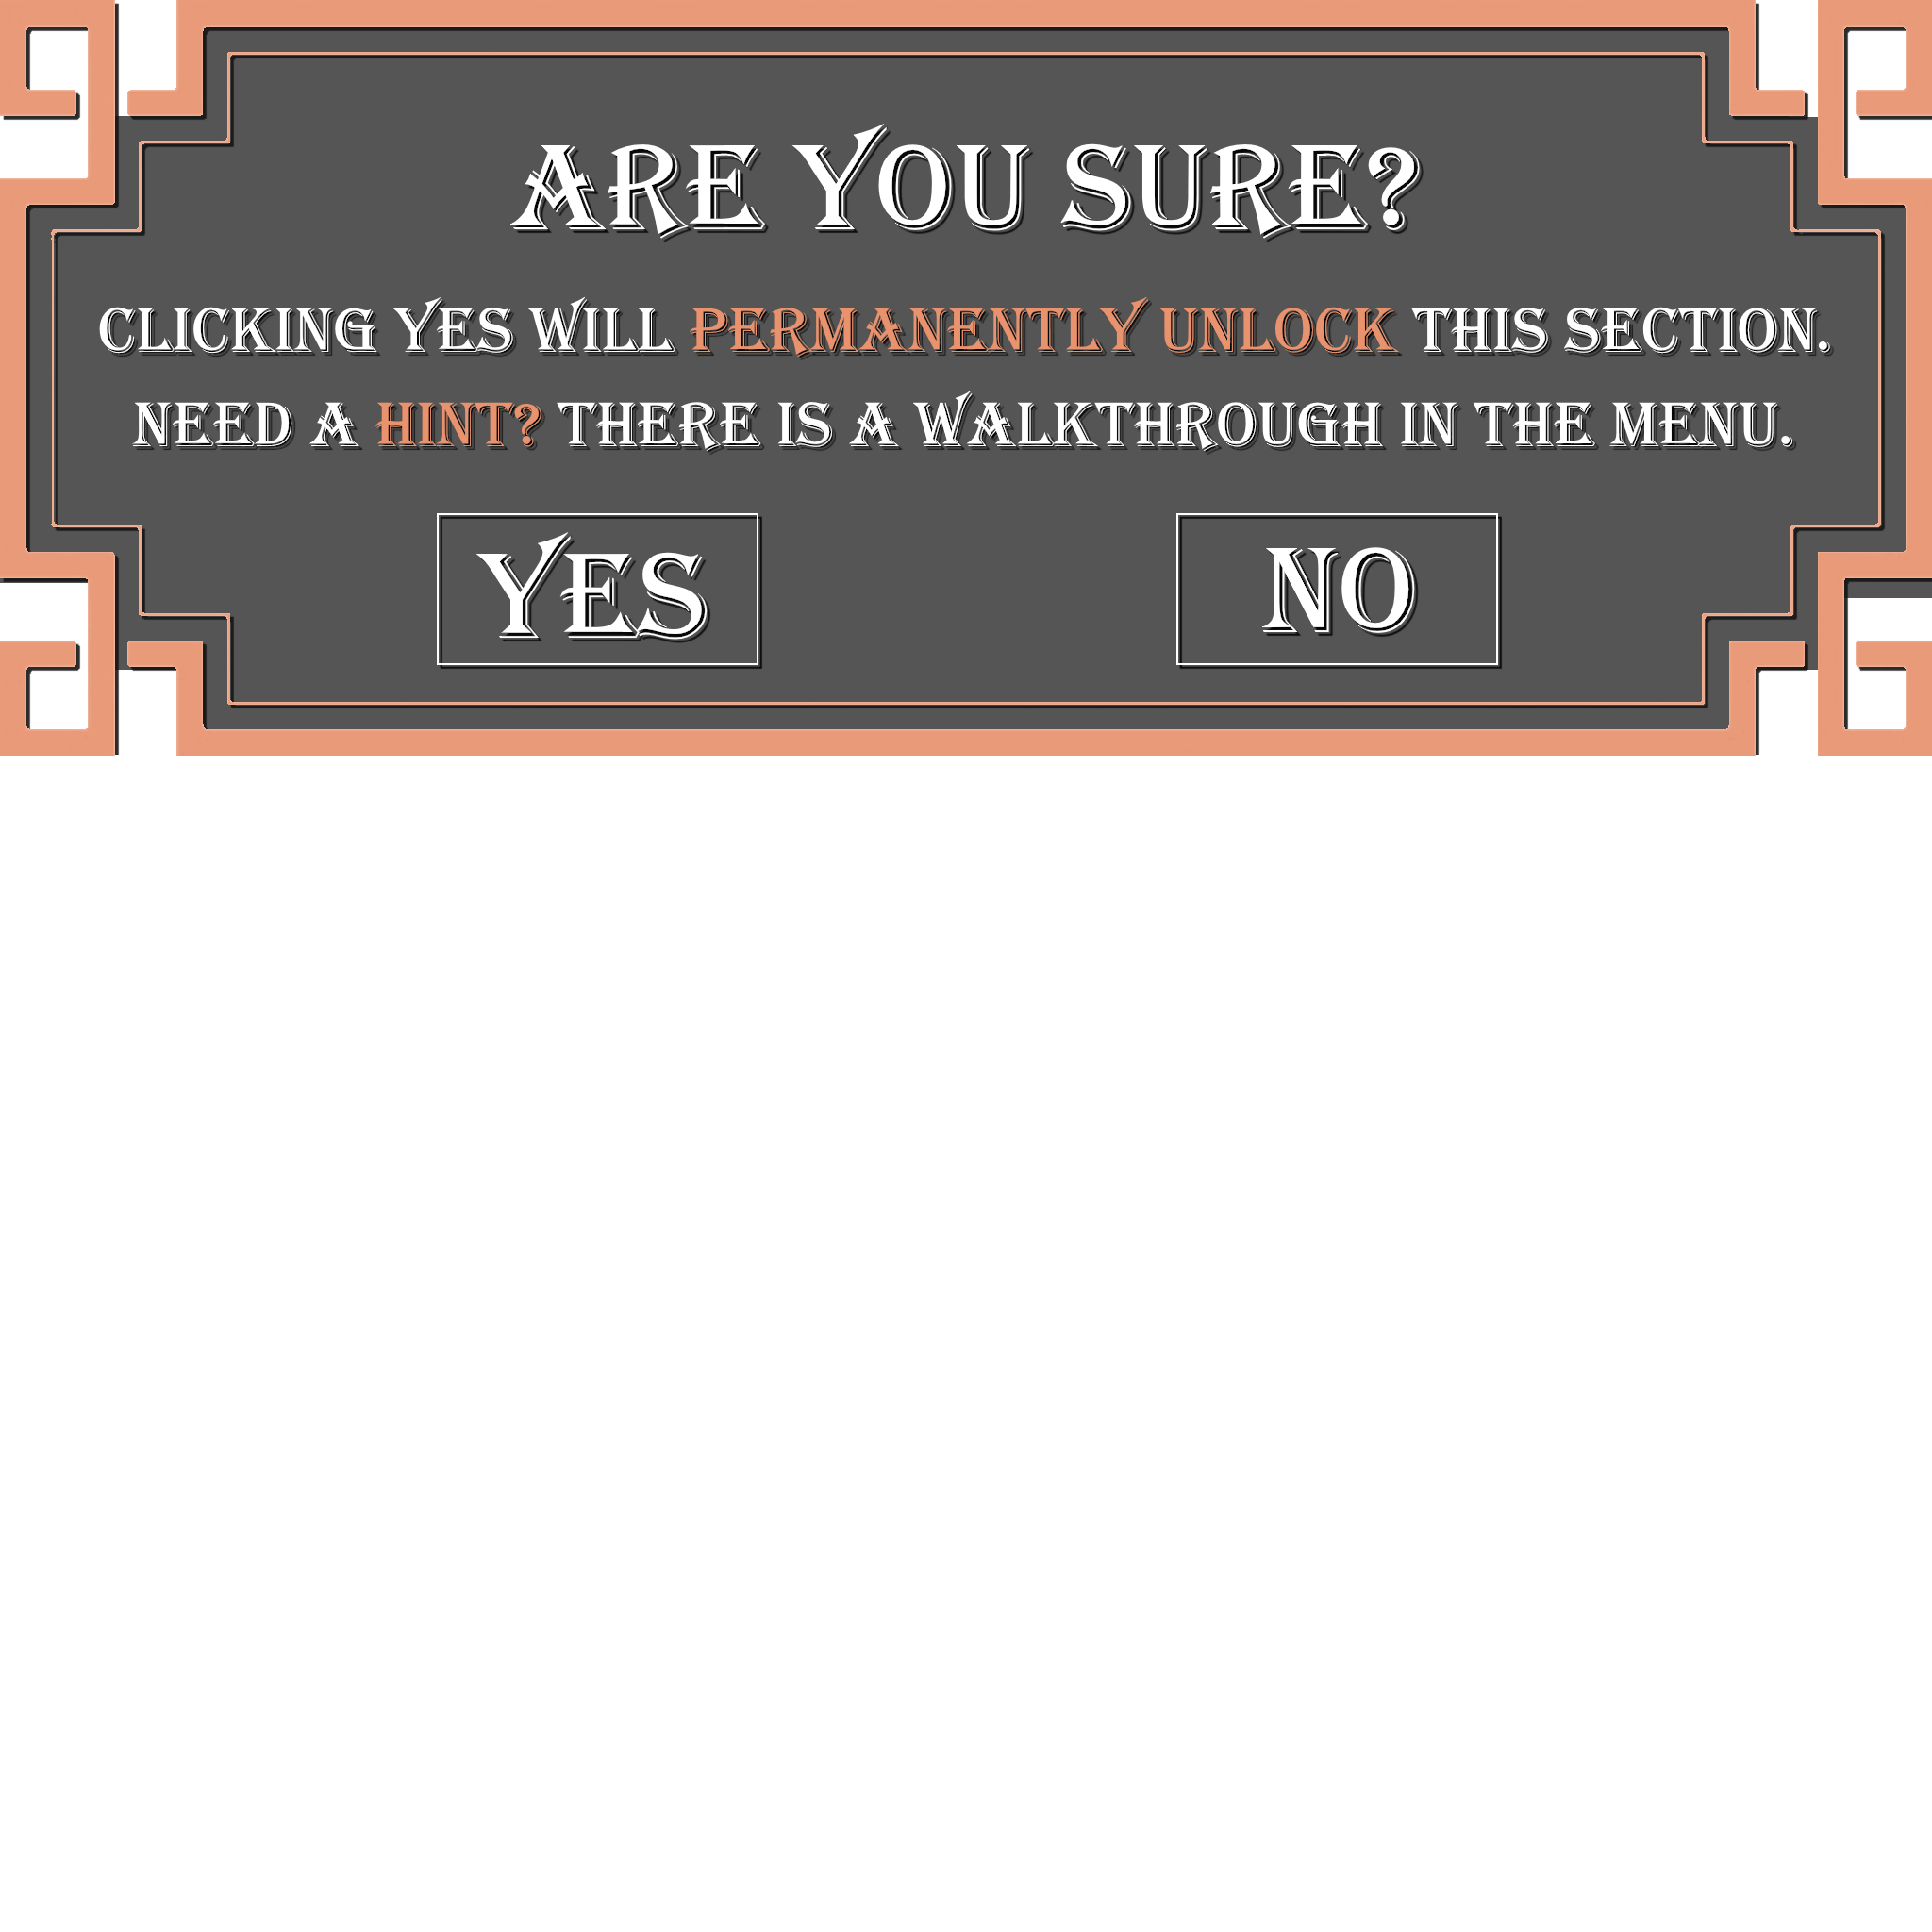 ARE YOU SURE?
CLICKING YES WILL PERMANENTLY UNLOCK THIS SECTION.
NEED A HINT? THERE IS A WALKTHROUGH IN THE MENU.
YES
NO